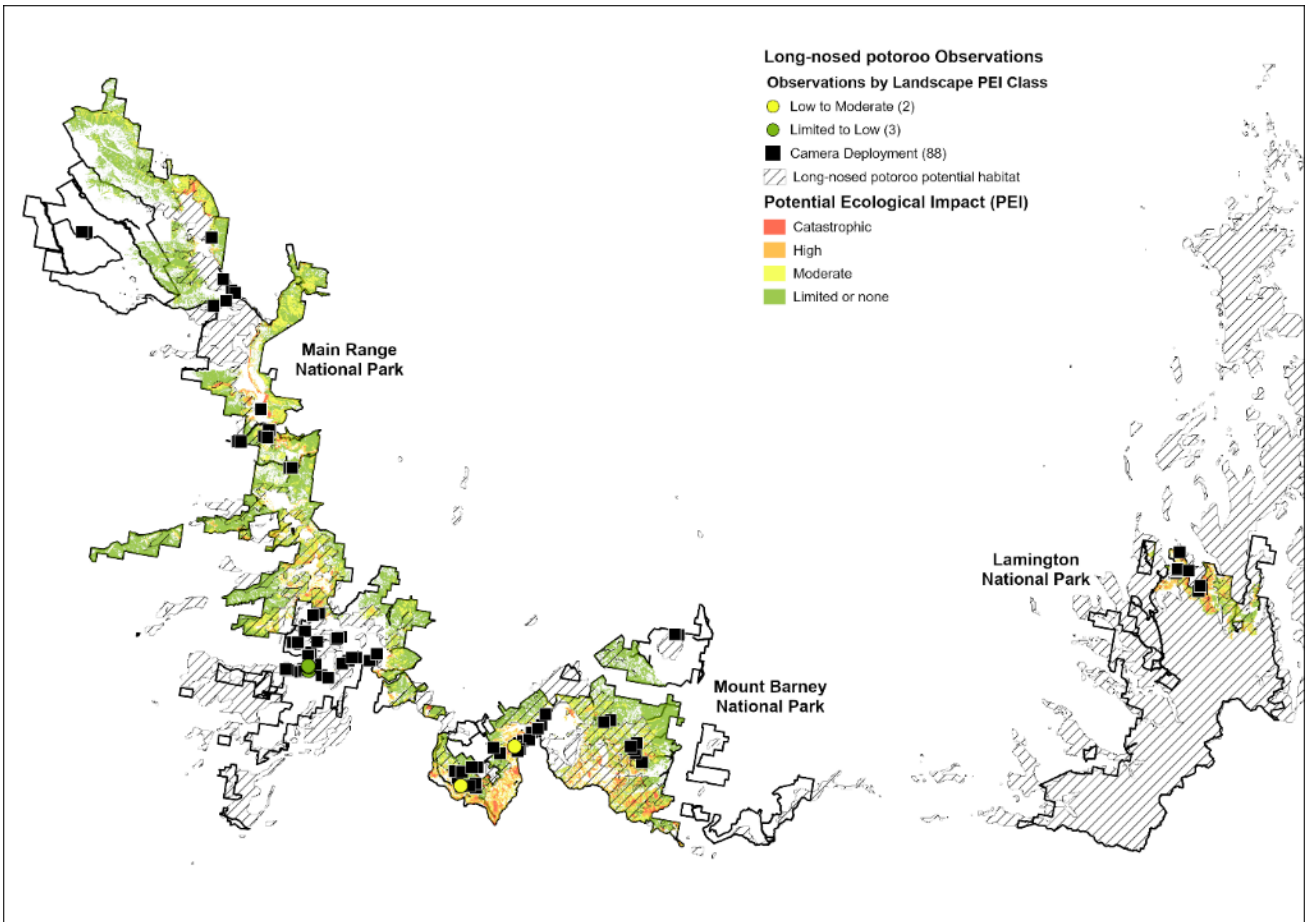 Long-nosed potoroo Observations
Observations by Landscape PEI Class
Low to Moderate (2)
Limited to Low (3)
Camera Deployment (88)
Long-nosed potoroo potential habitat
Potential Ecological Impact (PEI)
Catastrophic
High
Moderate
Limited or none
Main Range
National Park
Lamington
National Park
Mount Barney
National Park